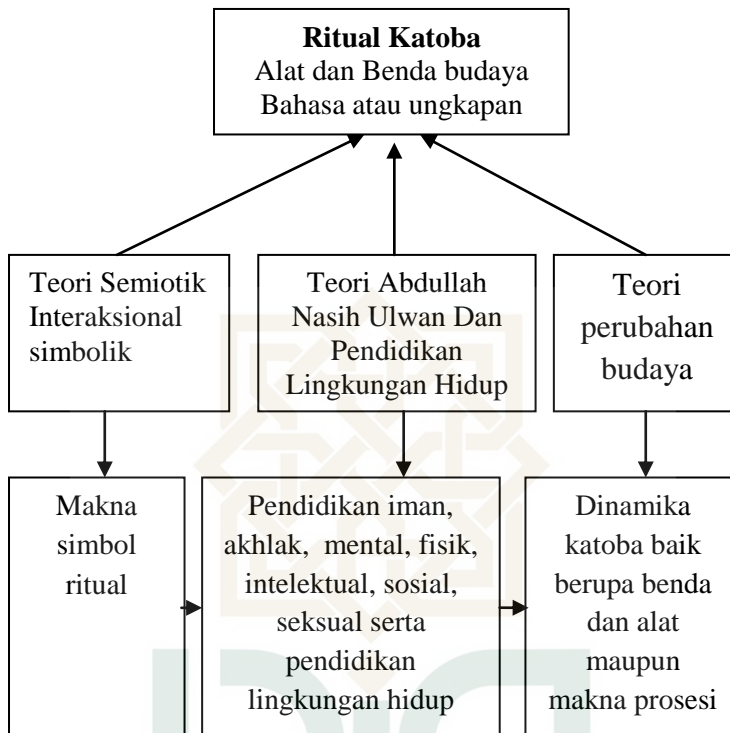 Ritual Katoba
Alat dan Benda budaya
Bahasa atau ungkapan
Teori Semiotik
Interaksional
simbolik
Teori Abdullah
Nasih Ulwan Dan
Pendidikan
Lingkungan Hidup
Teori
perubahan
budaya
Makna
simbol
ritual
Pendidikan iman,
akhlak, mental, fisik,
intelektual, sosial,
seksual serta
pendidikan
lingkungan hidup
Dinamika
katoba baik
berupa benda
dan alat
maupun
makna prosesi